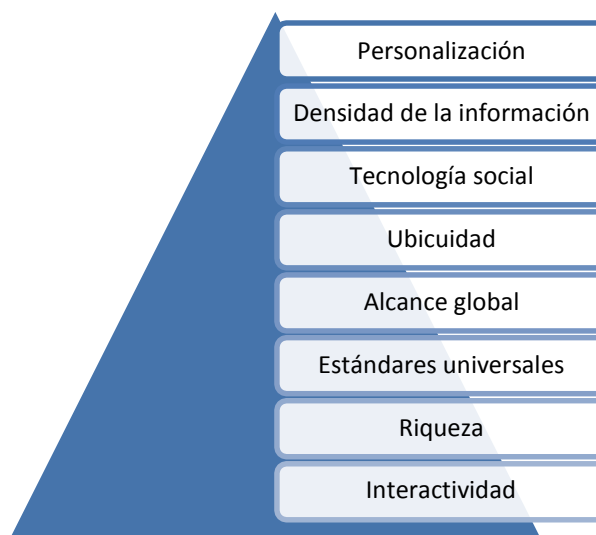 Personalización
Densidad de la información
Tecnología social
Ubicuidad
Alcance global
Estándares universales
Riqueza
Interactividad